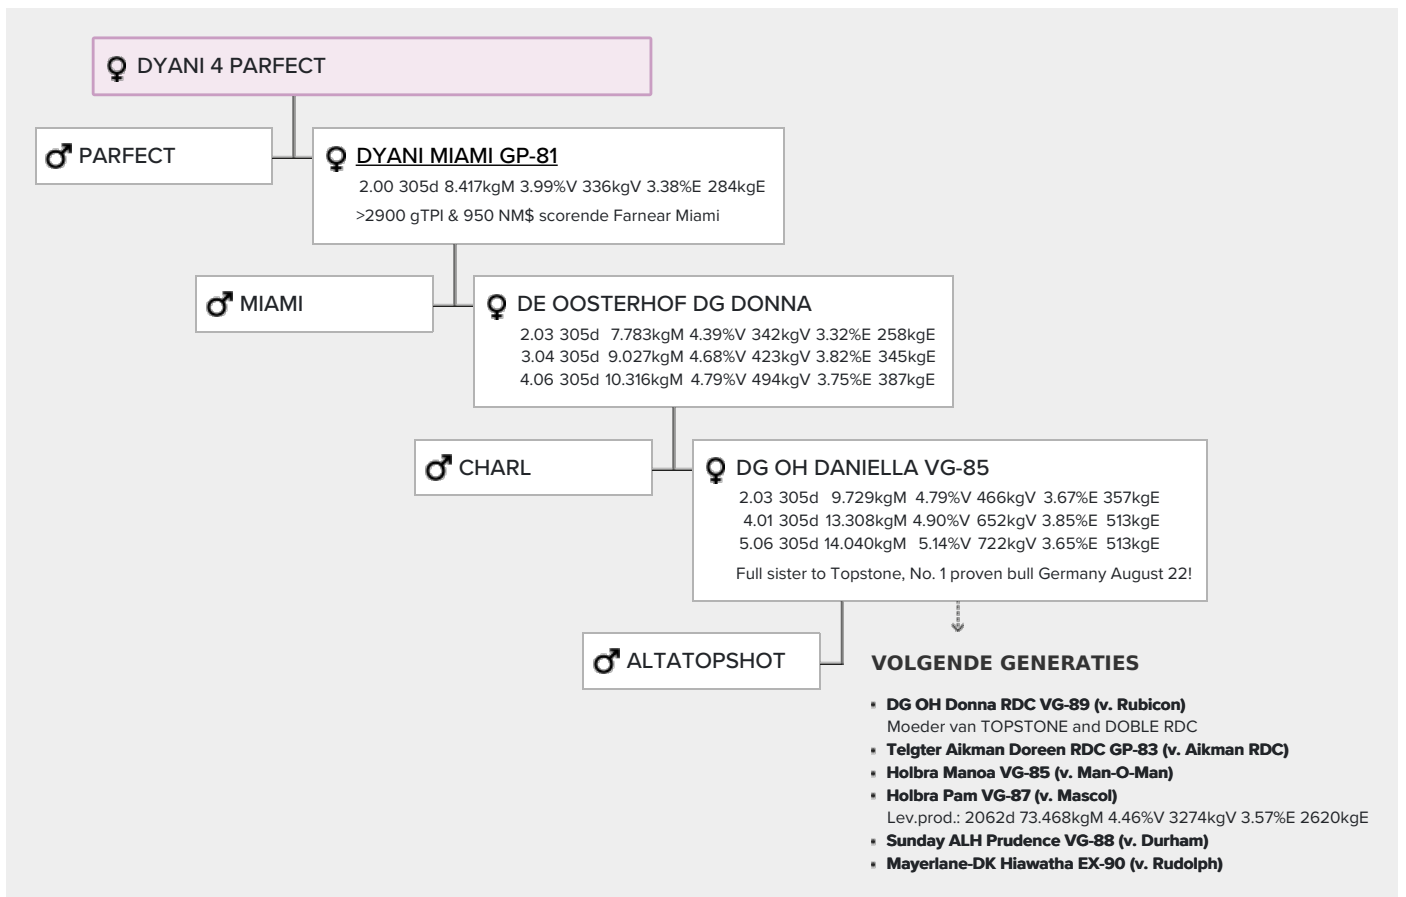 DYANI 4 PARFECT
PARFECT
DYANI MIAMI GP-81
2.00 305d 8.417kgM 3.99%V 336kgV 3.38%E 284kgE
>2900 gTPI & 950 NM$ scorende Farnear Miami
MIAMI
DE OOSTERHOF DG DONNA
2.03 305d 7.783kgM 4.39%V 342kgV 3.32%E 258kgE
3.04 305d 9.027kgM 4.68%V 423kgV 3.82%E 345kgE
4.06 305d 10.316kgM 4.79%V 494kgV 3.75%E 387kgE
CHARL
DG OH DANIELLA VG-85
2.03 305d 9.729kgM 4.79%V 466kgV 3.67%E 357kgE
4.01 305d 13.308kgM 4.90%V 652kgV 3.85%E 513kgE
5.06 305d 14.040kgM 5.14%V 722kgV 3.65%E 513kgE
Full sister to Topstone, No. 1 proven bull Germany August 22!
ALTATOPSHOT
VOLGENDE GENERATIES
DG OH Donna RDC VG-89 (v. Rubicon)
Moeder van TOPSTONE and DOBLE RDC
Telgter Aikman Doreen RDC GP-83 (v. Aikman RDC)
Holbra Manoa VG-85 (v. Man-O-Man)
Holbra Pam VG-87 (v. Mascol)
Lev.prod.: 2062d 73.468kgM 4.46%V 3274kgV 3.57%E 2620kgE
Sunday ALH Prudence VG-88 (v. Durham)
Mayerlane-DK Hiawatha EX-90 (v. Rudolph)